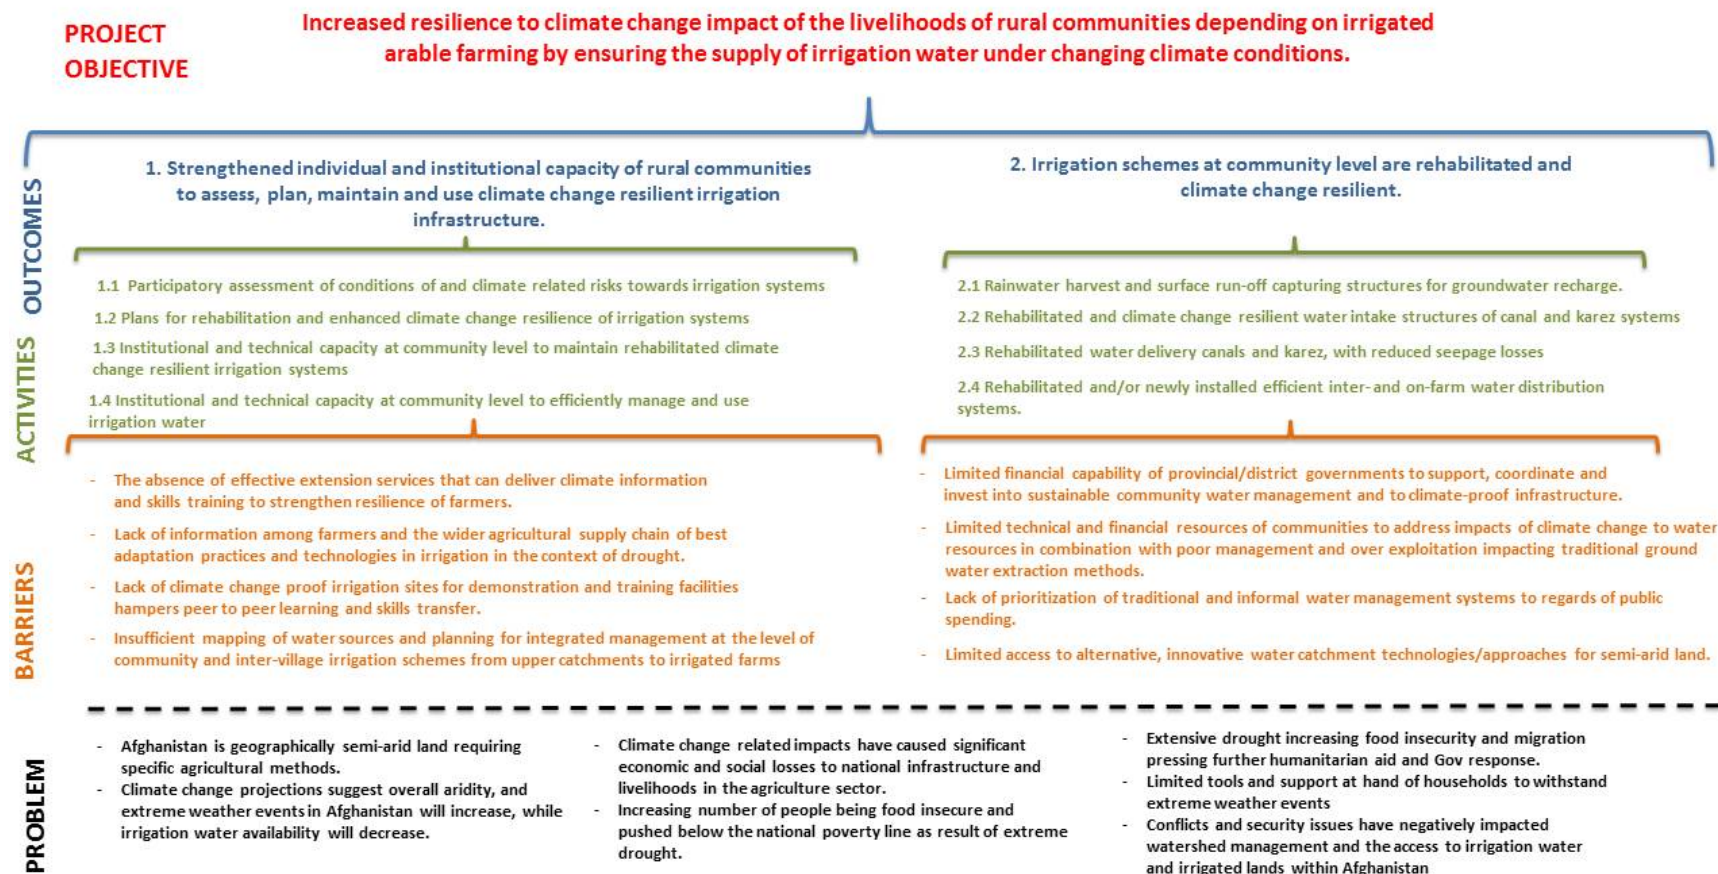 PROJECT
OBJECTIVE
Increased resilience to climate change impact of the livelihoods of rural communities depending on irrigated
arable farming by ensuring the supply of irrigation water under changing climate conditions.
OUTCOMES
1. Strengthened individual and institutional capacity of rural communities
to assess, plan, maintain and use climate change resilient irrigation
infrastructure.
2. Irrigation schemes at community level are rehabilitated and
climate change resilient.
ACTIVITIES
1.1 Participatory assessment of conditions of and climate related risks towards irrigation systems
1.2 Plans for rehabilitation and enhanced climate change resilience of irrigation systems
1.3 Institutional and technical capacity at community level to maintain rehabilitated climate
change resilient irrigation systems
1.4 Institutional and technical capacity at community level to efficiently manage and use
irrigation water
2.1 Rainwater harvest and surface run-off capturing structures for groundwater recharge.
2.2 Rehabilitated and climate change resilient water intake structures of canal and karez systems
2.3 Rehabilitated water delivery canals and karez, with reduced seepage losses
2.4 Rehabilitated and/or newly installed efficient inter- and on-farm water distribution
systems.
BARRIERS
- The absence of effective extension services that can deliver climate information
and skills training to strengthen resilience of farmers.
- Lack of information among farmers and the wider agricultural supply chain of best
adaptation practices and technologies in irrigation in the context of drought.
- Lack of climate change proof irrigation sites for demonstration and training facilities
hampers peer to peer learning and skills transfer.
- Insufficient mapping of water sources and planning for integrated management at the level of
community and inter-village irrigation schemes from upper catchments to irrigated farms
- Limited financial capability of provincial/district governments to support, coordinate and
invest into sustainable community water management and to climate-proof infrastructure.
- Limited technical and financial resources of communities to address impacts of climate change to water
resources in combination with poor management and over exploitation impacting traditional ground
water extraction methods.
- Lack of prioritization of traditional and informal water management systems to regards of public
spending.
- Limited access to alternative, innovative water catchment technologies/approaches for semi-arid land.
PROBLEM
- Afghanistan is geographically semi-arid land requiring
specific agricultural methods.
- Climate change projections suggest overall aridity, and
extreme weather events in Afghanistan will increase, while
irrigation water availability will decrease.
- Climate change related impacts have caused significant
economic and social losses to national infrastructure and
livelihoods in the agriculture sector.
- Increasing number of people being food insecure and
pushed below the national poverty line as result of extreme
drought.
- Extensive drought increasing food insecurity and migration
pressing further humanitarian aid and Gov response.
- Limited tools and support at hand of households to withstand
extreme weather events
- Conflicts and security issues have negatively impacted
watershed management and the access to irrigation water
and irrigated lands within Afghanistan